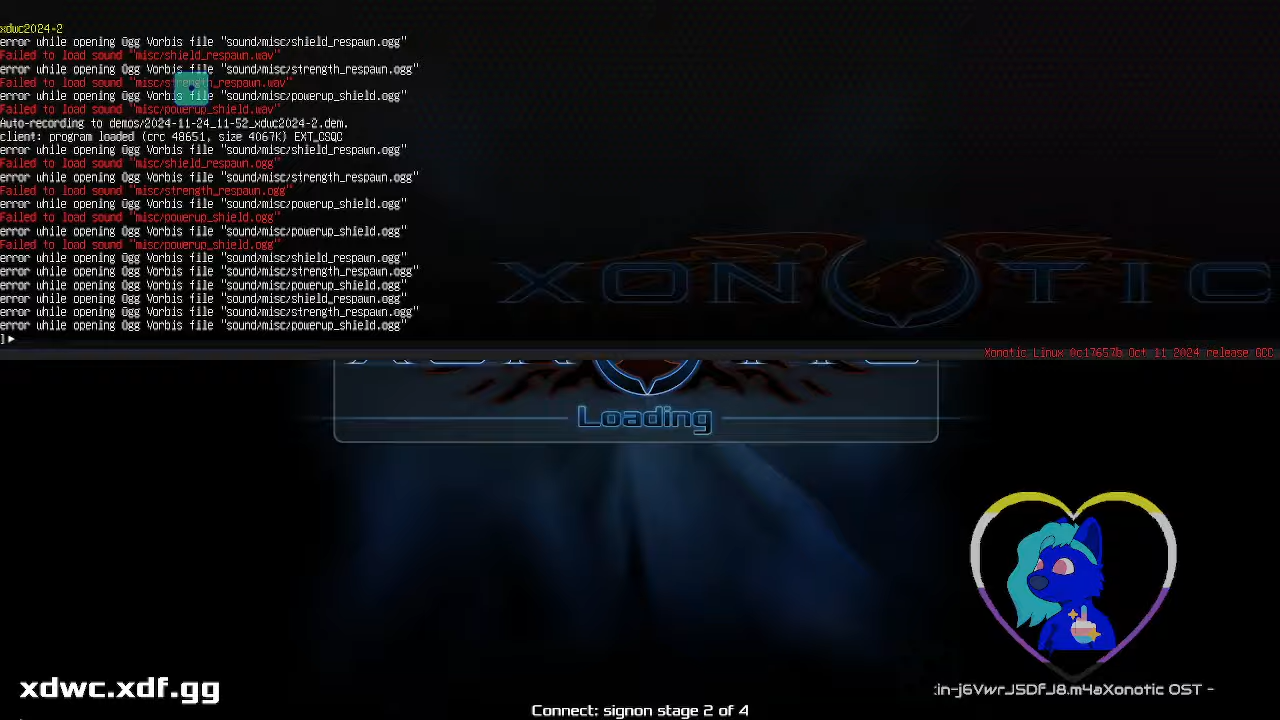 xdwc2024-2
error while opening Ogg Vorbis file "sound/misc/shield_respawn.ogg"
Failed to load sound "misc/shield_respawn.wav"
error while opening Ogg Vorbis file "sound/misc/strength_respawn.ogg"
Failed to load sound "misc/strength_respawn.wav"
error while opening Ogg Vorbis file "sound/misc/powerup_shield.ogg"
Failed to load sound "misc/powerup_shield.wav"
Auto-recording to demos/2024-11-24_11-52_xdwc2024-2.dem.
client: program loaded (crc 48651, size 4067K) EXT_CSQC
error while opening Ogg Vorbis file "sound/misc/shield_respawn.ogg"
Failed to load sound "misc/shield_respawn.ogg"
error while opening Ogg Vorbis file "sound/misc/strength_respawn.ogg"
Failed to load sound "misc/strength_respawn.ogg"
error while opening Ogg Vorbis file "sound/misc/powerup_shield.ogg"
Failed to load sound "misc/powerup_shield.ogg"
error while opening Ogg Vorbis file "sound/misc/powerup_shield.ogg"
Failed to load sound "misc/powerup_shield.ogg"
error while opening Ogg Vorbis file "sound/misc/shield_respawn.ogg"
error while opening Ogg Vorbis file "sound/misc/strength_respawn.ogg"
error while opening Ogg Vorbis file "sound/misc/powerup_shield.ogg"
error while opening Ogg Vorbis file "sound/misc/shield_respawn.ogg"
error while opening Ogg Vorbis file "sound/misc/strength_respawn.ogg"
error while opening Ogg Vorbis file "sound/misc/powerup_shield.ogg"
]
XONOTIC
Xonotic Linux 0c17657b Oct 11 2024 release GCC
Loading
xdwc.xdf.gg
in-j6VwrJ5DfJ8.m4aXonotic OST -
Connect: signon stage 2 of 4